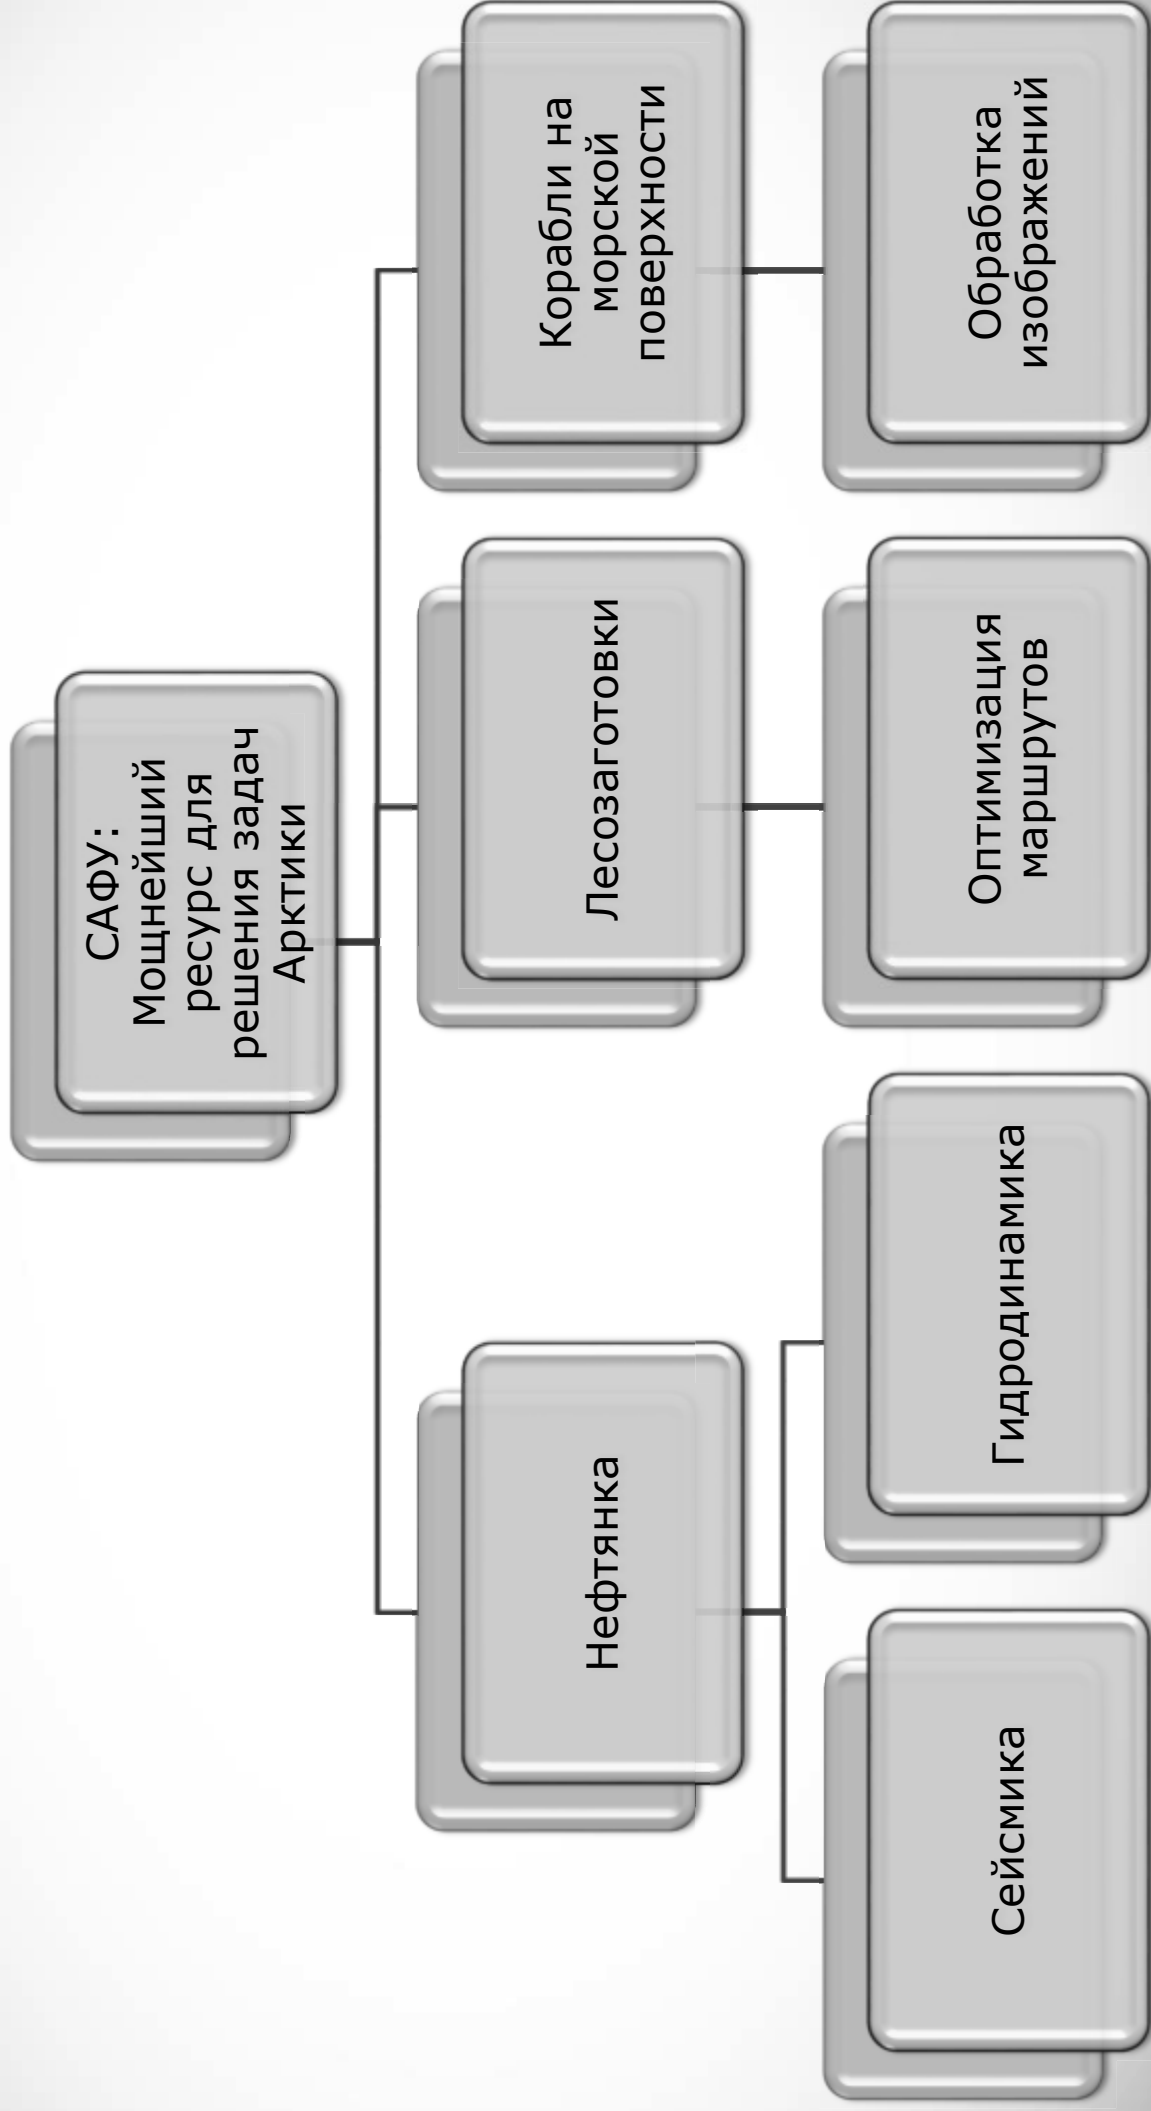 САФУ:
Мощнейший
ресурс для
решения задач
Арктики
Нефтянка
Лесозаготовки
Корабли на
морской
поверхности
Сейсмика
Гидродинамика
Оптимизация
маршрутов
Обработка
изображений